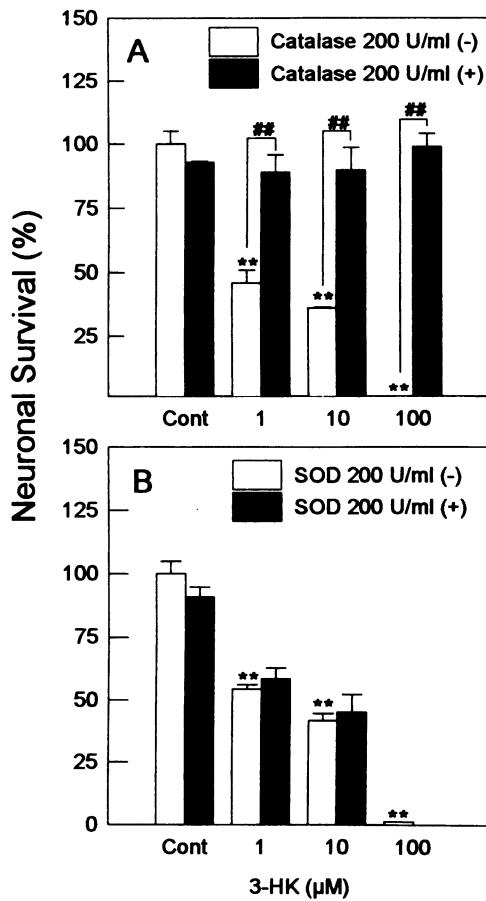 Neuronal Survival (%)
150
A
Catalase 200 U/ml (-)
Catalase 200 U/ml (+)
125
100
75
50
25
##
##
##
**
**
**
Cont 1 10 100
150
B
SOD 200 U/ml (-)
SOD 200 U/ml (+)
125
100
75
50
25
0
**
**
**
Cont 1 10 100
3-HK (µM)